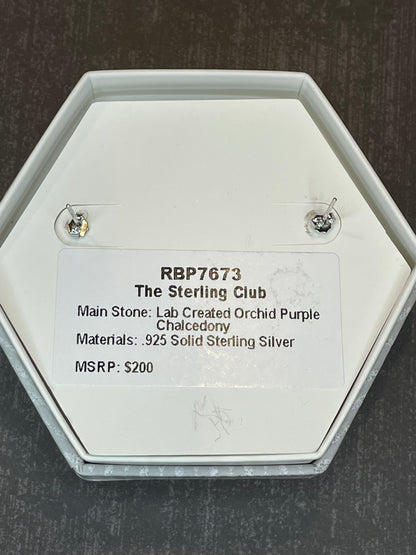 RBP7673
The Sterling Club
Main Stone: Lab Created Orchid Purple
Chalcedony
Materials: .925 Solid Sterling Silver
MSRP: $200